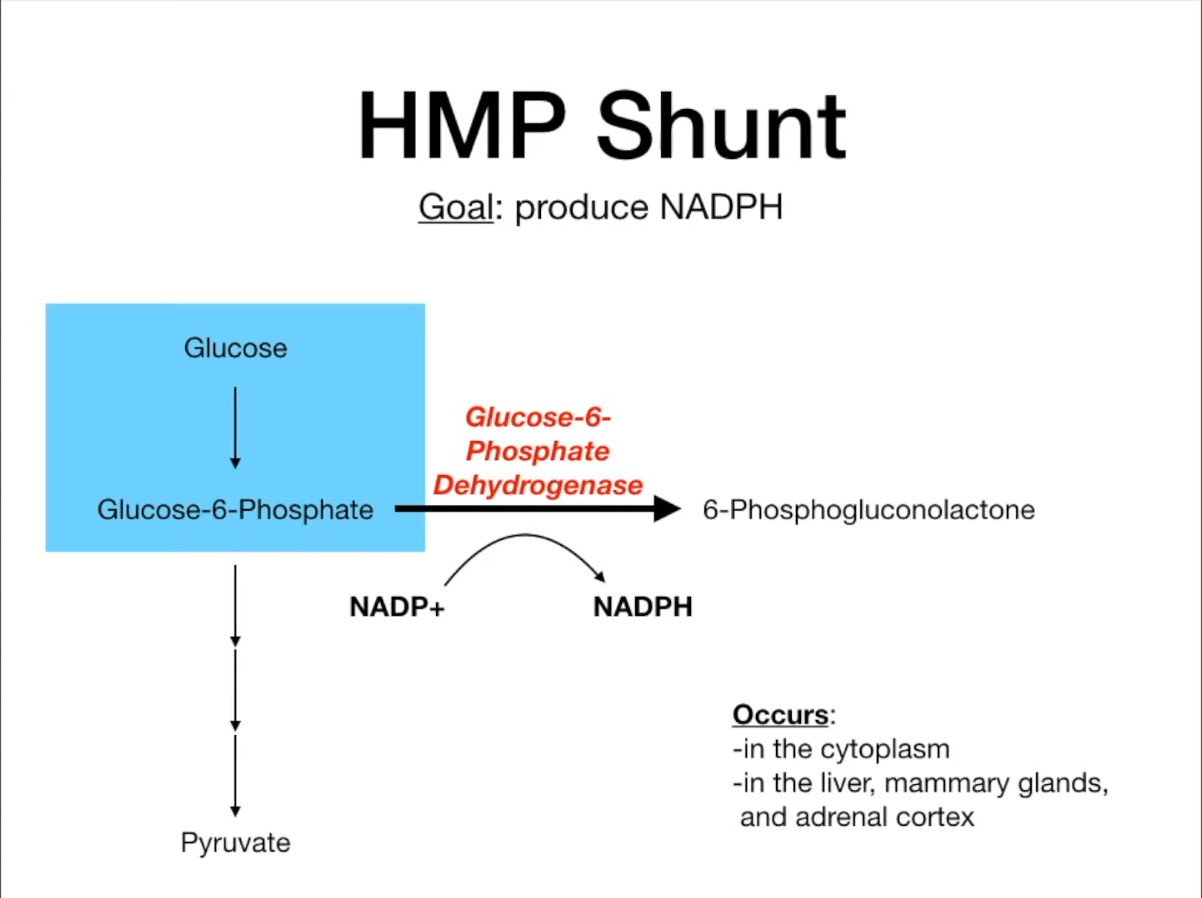 HMP Shunt
Goal: produce NADPH
Glucose
Glucose-6-
Phosphate
Dehydrogenase
Glucose-6-Phosphate
6-Phosphogluconolactone
NADP+
NADPH
Occurs:
-in the cytoplasm
-in the liver, mammary glands,
and adrenal cortex
Pyruvate